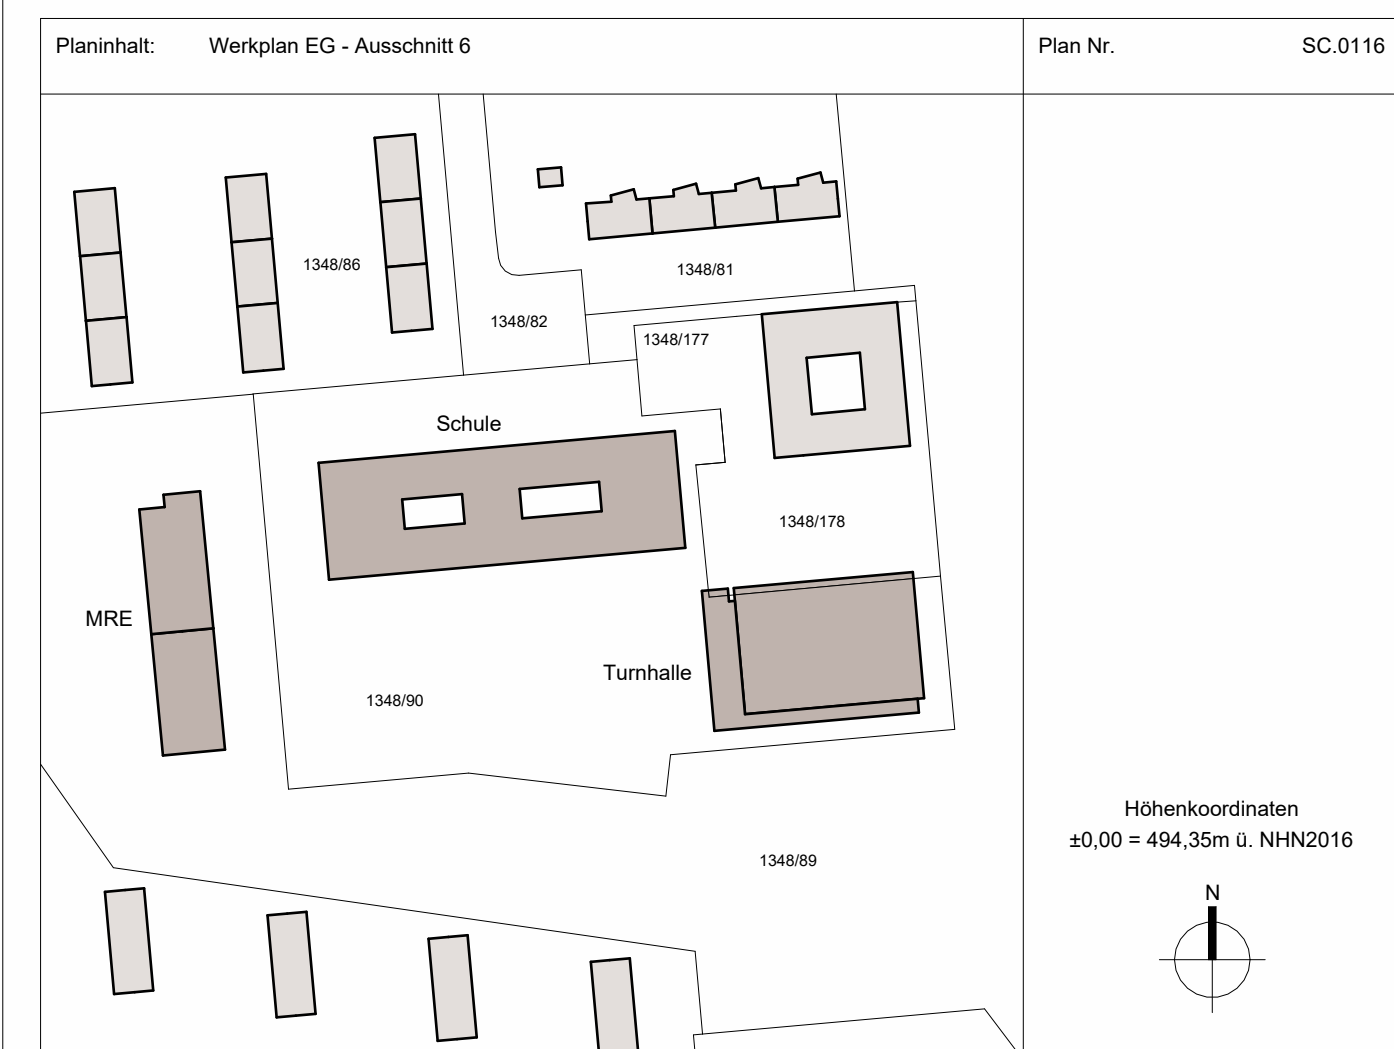 Planinhalt: Werkplan EG - Ausschnitt 6
Plan Nr. SC.0116
1348/86
1348/81
1348/82
1348/177
Schule
1348/178
MRE
Turnhalle
1348/90
Höhenkoordinaten
±0,00 = 494,35m ü. NHN2016
1348/89
N